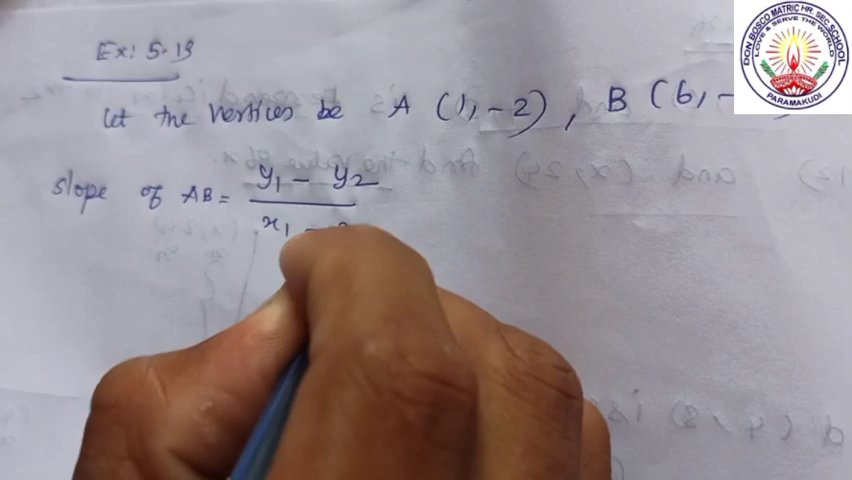 Ex: 5.19
Let the vertices be A (1, -2), B (6, -
slope of AB = y₁ - y₂
x₁ -
DON BOSCO MATRIC HR. SEC. SCHOOL
LOVE & SERVE THE WORLD
PARAMAKUDI